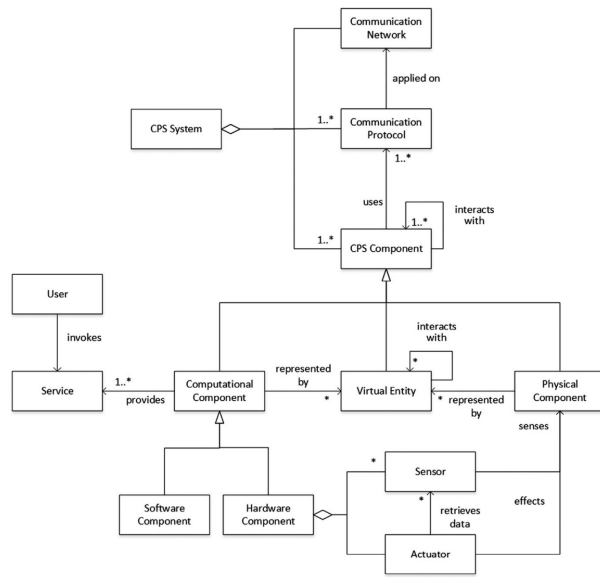 Communication
Network
applied on
CPS System
1..*
Communication
Protocol
1..*
uses
1..*
interacts
with
1..*
CPS Component
User
interacts
with
invokes
*
represented
by
1..*
Service
provides
Computational
Component
*
Virtual Entity
*
represented
by
Physical
Component
senses
*
Sensor
Software
Component
Hardware
Component
*
retrieves
data
effects
Actuator